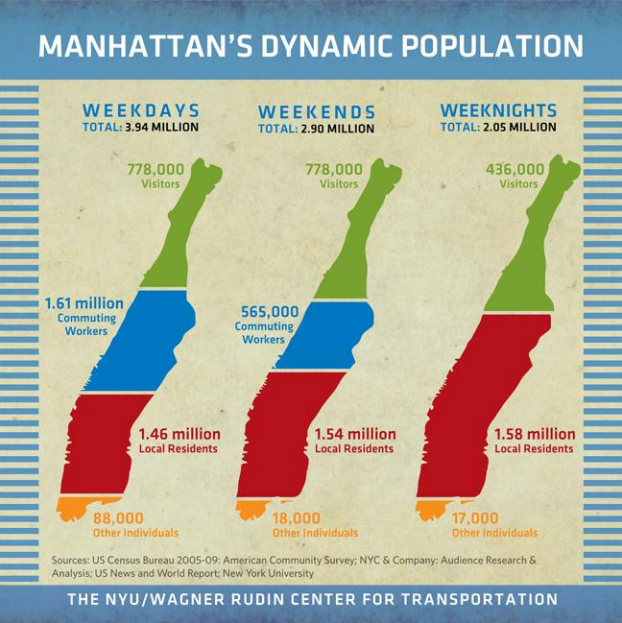 MANHATTAN'S DYNAMIC POPULATION
WEEKDAYS
TOTAL: 3.94 MILLION
778,000
Visitors
1.61 million
Commuting
Workers
1.46 million
Local Residents
88,000
Other Individuals
WEEKENDS
TOTAL: 2.90 MILLION
778,000
Visitors
565,000
Commuting
Workers
1.54 million
Local Residents
18,000
Other Individuals
WEEKNIGHTS
TOTAL: 2.05 MILLION
436,000
Visitors
1.58 million
Local Residents
17,000
Other Individuals
Sources: US Census Bureau 2005-09: American Community Survey; NYC & Company: Audience Research &
Analysis; US News and World Report; New York University
THE NYU/WAGNER RUDIN CENTER FOR TRANSPORTATION